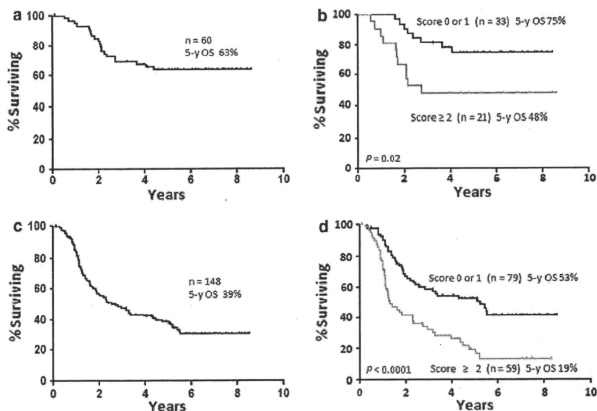 a
% Surviving
100
80
60
40
20
0
0 2 4 6 8 10
Years
n = 60
5-y OS 63%
b
% Surviving
100
80
60
40
20
0
0 2 4 6 8 10
Years
Score 0 or 1 (n = 33) 5-y OS 75%
Score ≥ 2 (n = 21) 5-y OS 48%
P = 0.02
c
% Surviving
100
80
60
40
20
0
0 2 4 6 8 10
Years
n = 148
5-y OS 39%
d
% Surviving
100
80
60
40
20
0
0 2 4 6 8 10
Years
Score 0 or 1 (n = 79) 5-y OS 53%
P < 0.0001
Score ≥ 2 (n = 59) 5-y OS 19%